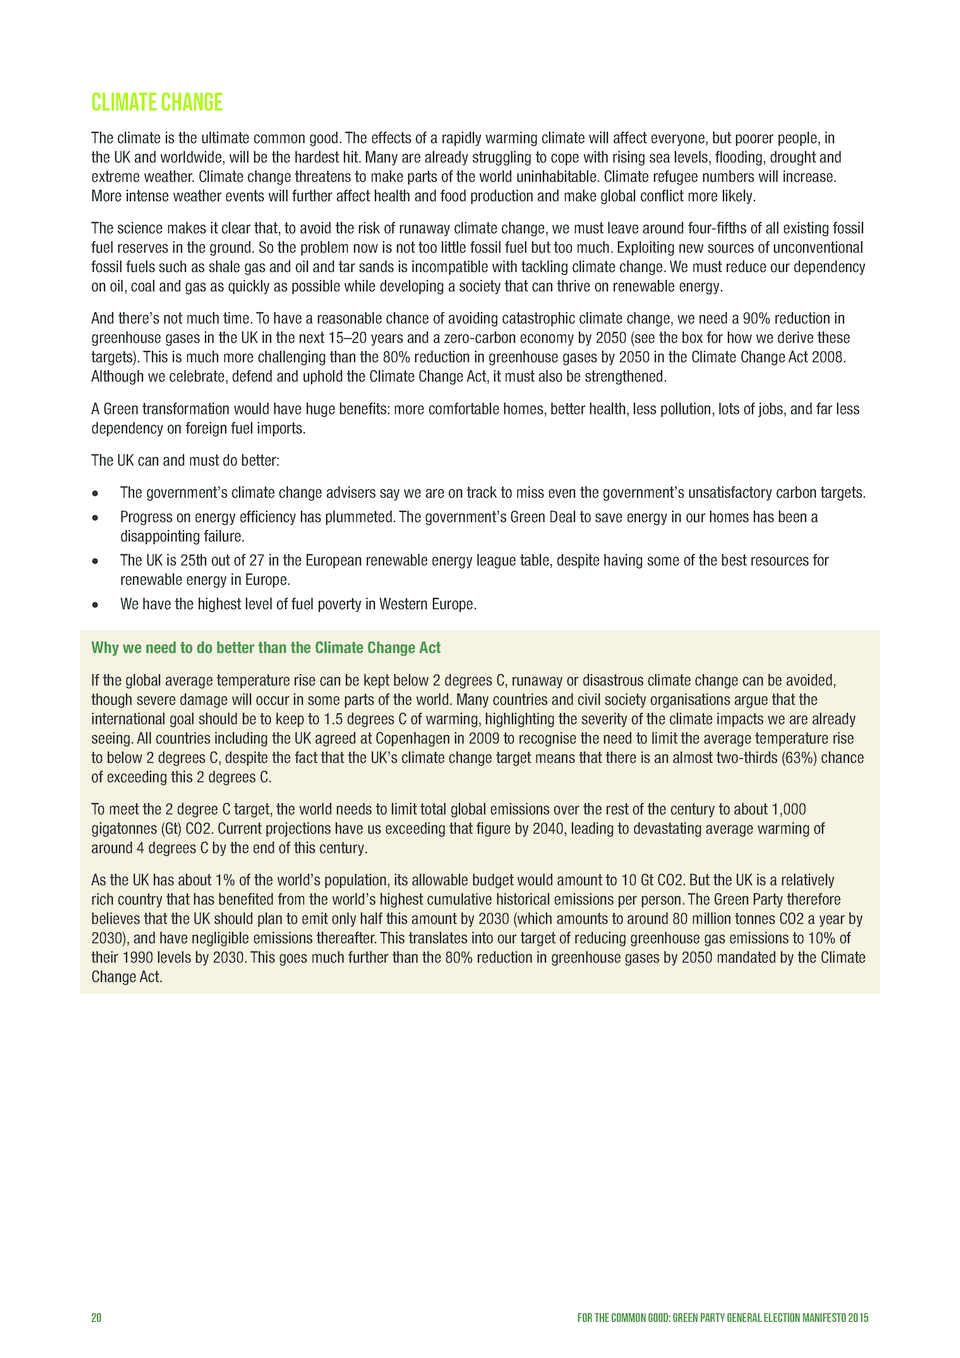 CLIMATE CHANGE
The climate is the ultimate common good. The effects of a rapidly warming climate will affect everyone, but poorer people, in
the UK and worldwide, will be the hardest hit. Many are already struggling to cope with rising sea levels, flooding, drought and
extreme weather. Climate change threatens to make parts of the world uninhabitable. Climate refugee numbers will increase.
More intense weather events will further affect health and food production and make global conflict more likely.
The science makes it clear that, to avoid the risk of runaway climate change, we must leave around four-fifths of all existing fossil
fuel reserves in the ground. So the problem now is not too little fossil fuel but too much. Exploiting new sources of unconventional
fossil fuels such as shale gas and oil and tar sands is incompatible with tackling climate change. We must reduce our dependency
on oil, coal and gas as quickly as possible while developing a society that can thrive on renewable energy.
And there's not much time. To have a reasonable chance of avoiding catastrophic climate change, we need a 90% reduction in
greenhouse gases in the UK in the next 15–20 years and a zero-carbon economy by 2050 (see the box for how we derive these
targets). This is much more challenging than the 80% reduction in greenhouse gases by 2050 in the Climate Change Act 2008.
Although we celebrate, defend and uphold the Climate Change Act, it must also be strengthened.
A Green transformation would have huge benefits: more comfortable homes, better health, less pollution, lots of jobs, and far less
dependency on foreign fuel imports.
The UK can and must do better:
• The government's climate change advisers say we are on track to miss even the government's unsatisfactory carbon targets.
• Progress on energy efficiency has plummeted. The government's Green Deal to save energy in our homes has been a
disappointing failure.
• The UK is 25th out of 27 in the European renewable energy league table, despite having some of the best resources for
renewable energy in Europe.
• We have the highest level of fuel poverty in Western Europe.
Why we need to do better than the Climate Change Act
If the global average temperature rise can be kept below 2 degrees C, runaway or disastrous climate change can be avoided,
though severe damage will occur in some parts of the world. Many countries and civil society organisations argue that the
international goal should be to keep to 1.5 degrees C of warming, highlighting the severity of the climate impacts we are already
seeing. All countries including the UK agreed at Copenhagen in 2009 to recognise the need to limit the average temperature rise
to below 2 degrees C, despite the fact that the UK's climate change target means that there is an almost two-thirds (63%) chance
of exceeding this 2 degrees C.
To meet the 2 degree C target, the world needs to limit total global emissions over the rest of the century to about 1,000
gigatonnes (Gt) CO2. Current projections have us exceeding that figure by 2040, leading to devastating average warming of
around 4 degrees C by the end of this century.
As the UK has about 1% of the world's population, its allowable budget would amount to 10 Gt CO2. But the UK is a relatively
rich country that has benefited from the world's highest cumulative historical emissions per person. The Green Party therefore
believes that the UK should plan to emit only half this amount by 2030 (which amounts to around 80 million tonnes CO2 a year by
2030), and have negligible emissions thereafter. This translates into our target of reducing greenhouse gas emissions to 10% of
their 1990 levels by 2030. This goes much further than the 80% reduction in greenhouse gases by 2050 mandated by the Climate
Change Act.
20 FOR THE COMMON GOOD: GREEN PARTY GENERAL ELECTION MANIFESTO 2015